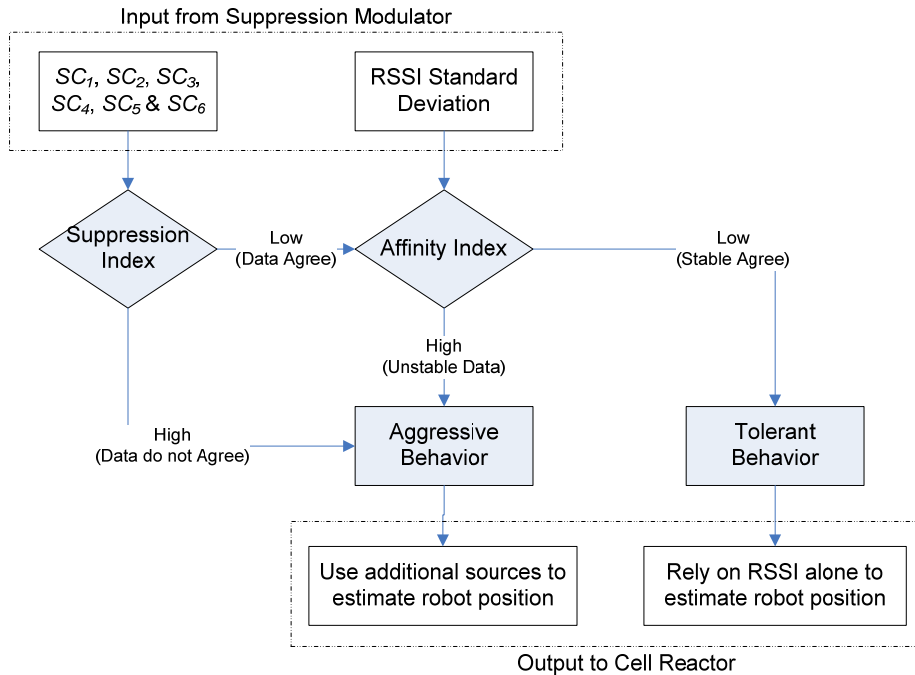 Input from Suppression Modulator
SC1, SC2, SC3,
SC4, SC5 & SC6
RSSI Standard
Deviation
Suppression
Index
Low
(Data Agree)
Affinity Index
Low
(Stable Agree)
High
(Unstable Data)
High
(Data do not Agree)
Aggressive
Behavior
Tolerant
Behavior
Use additional sources to
estimate robot position
Rely on RSSI alone to
estimate robot position
Output to Cell Reactor